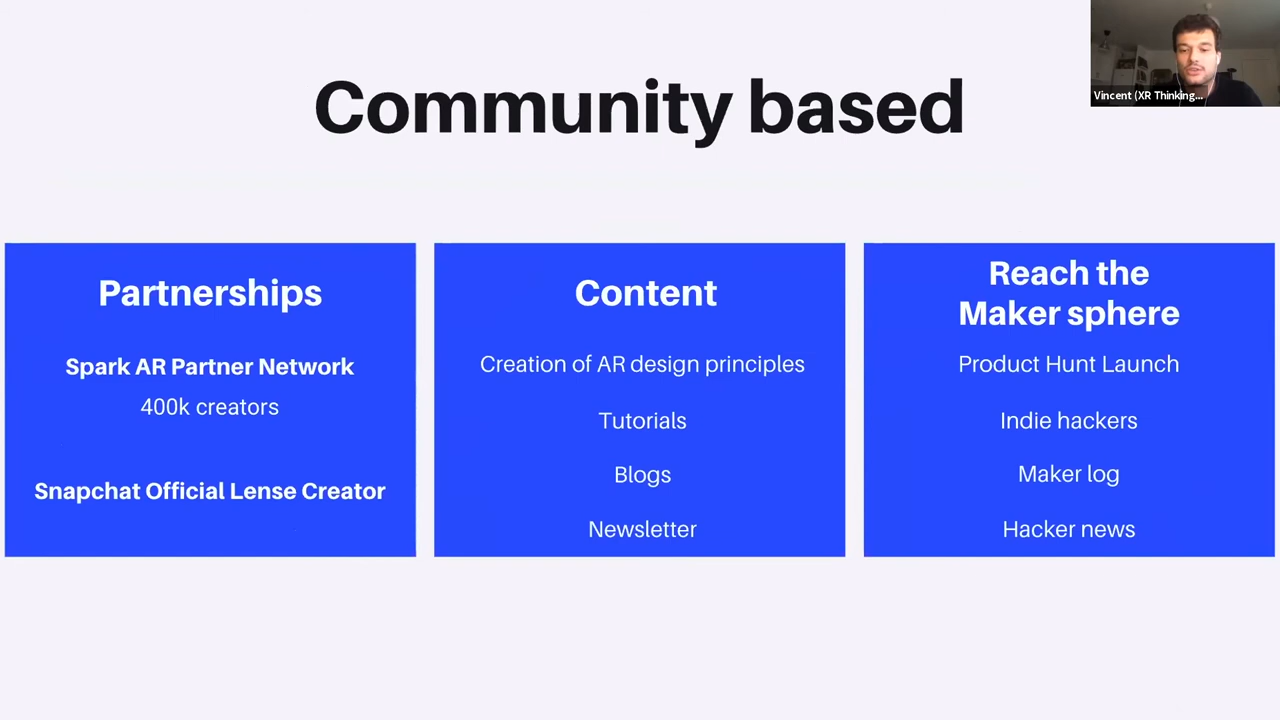 Community based
Vincent (XR Thinking...
Partnerships
Spark AR Partner Network
400k creators
Snapchat Official Lense Creator
Content
Creation of AR design principles
Tutorials
Blogs
Newsletter
Reach the
Maker sphere
Product Hunt Launch
Indie hackers
Maker log
Hacker news